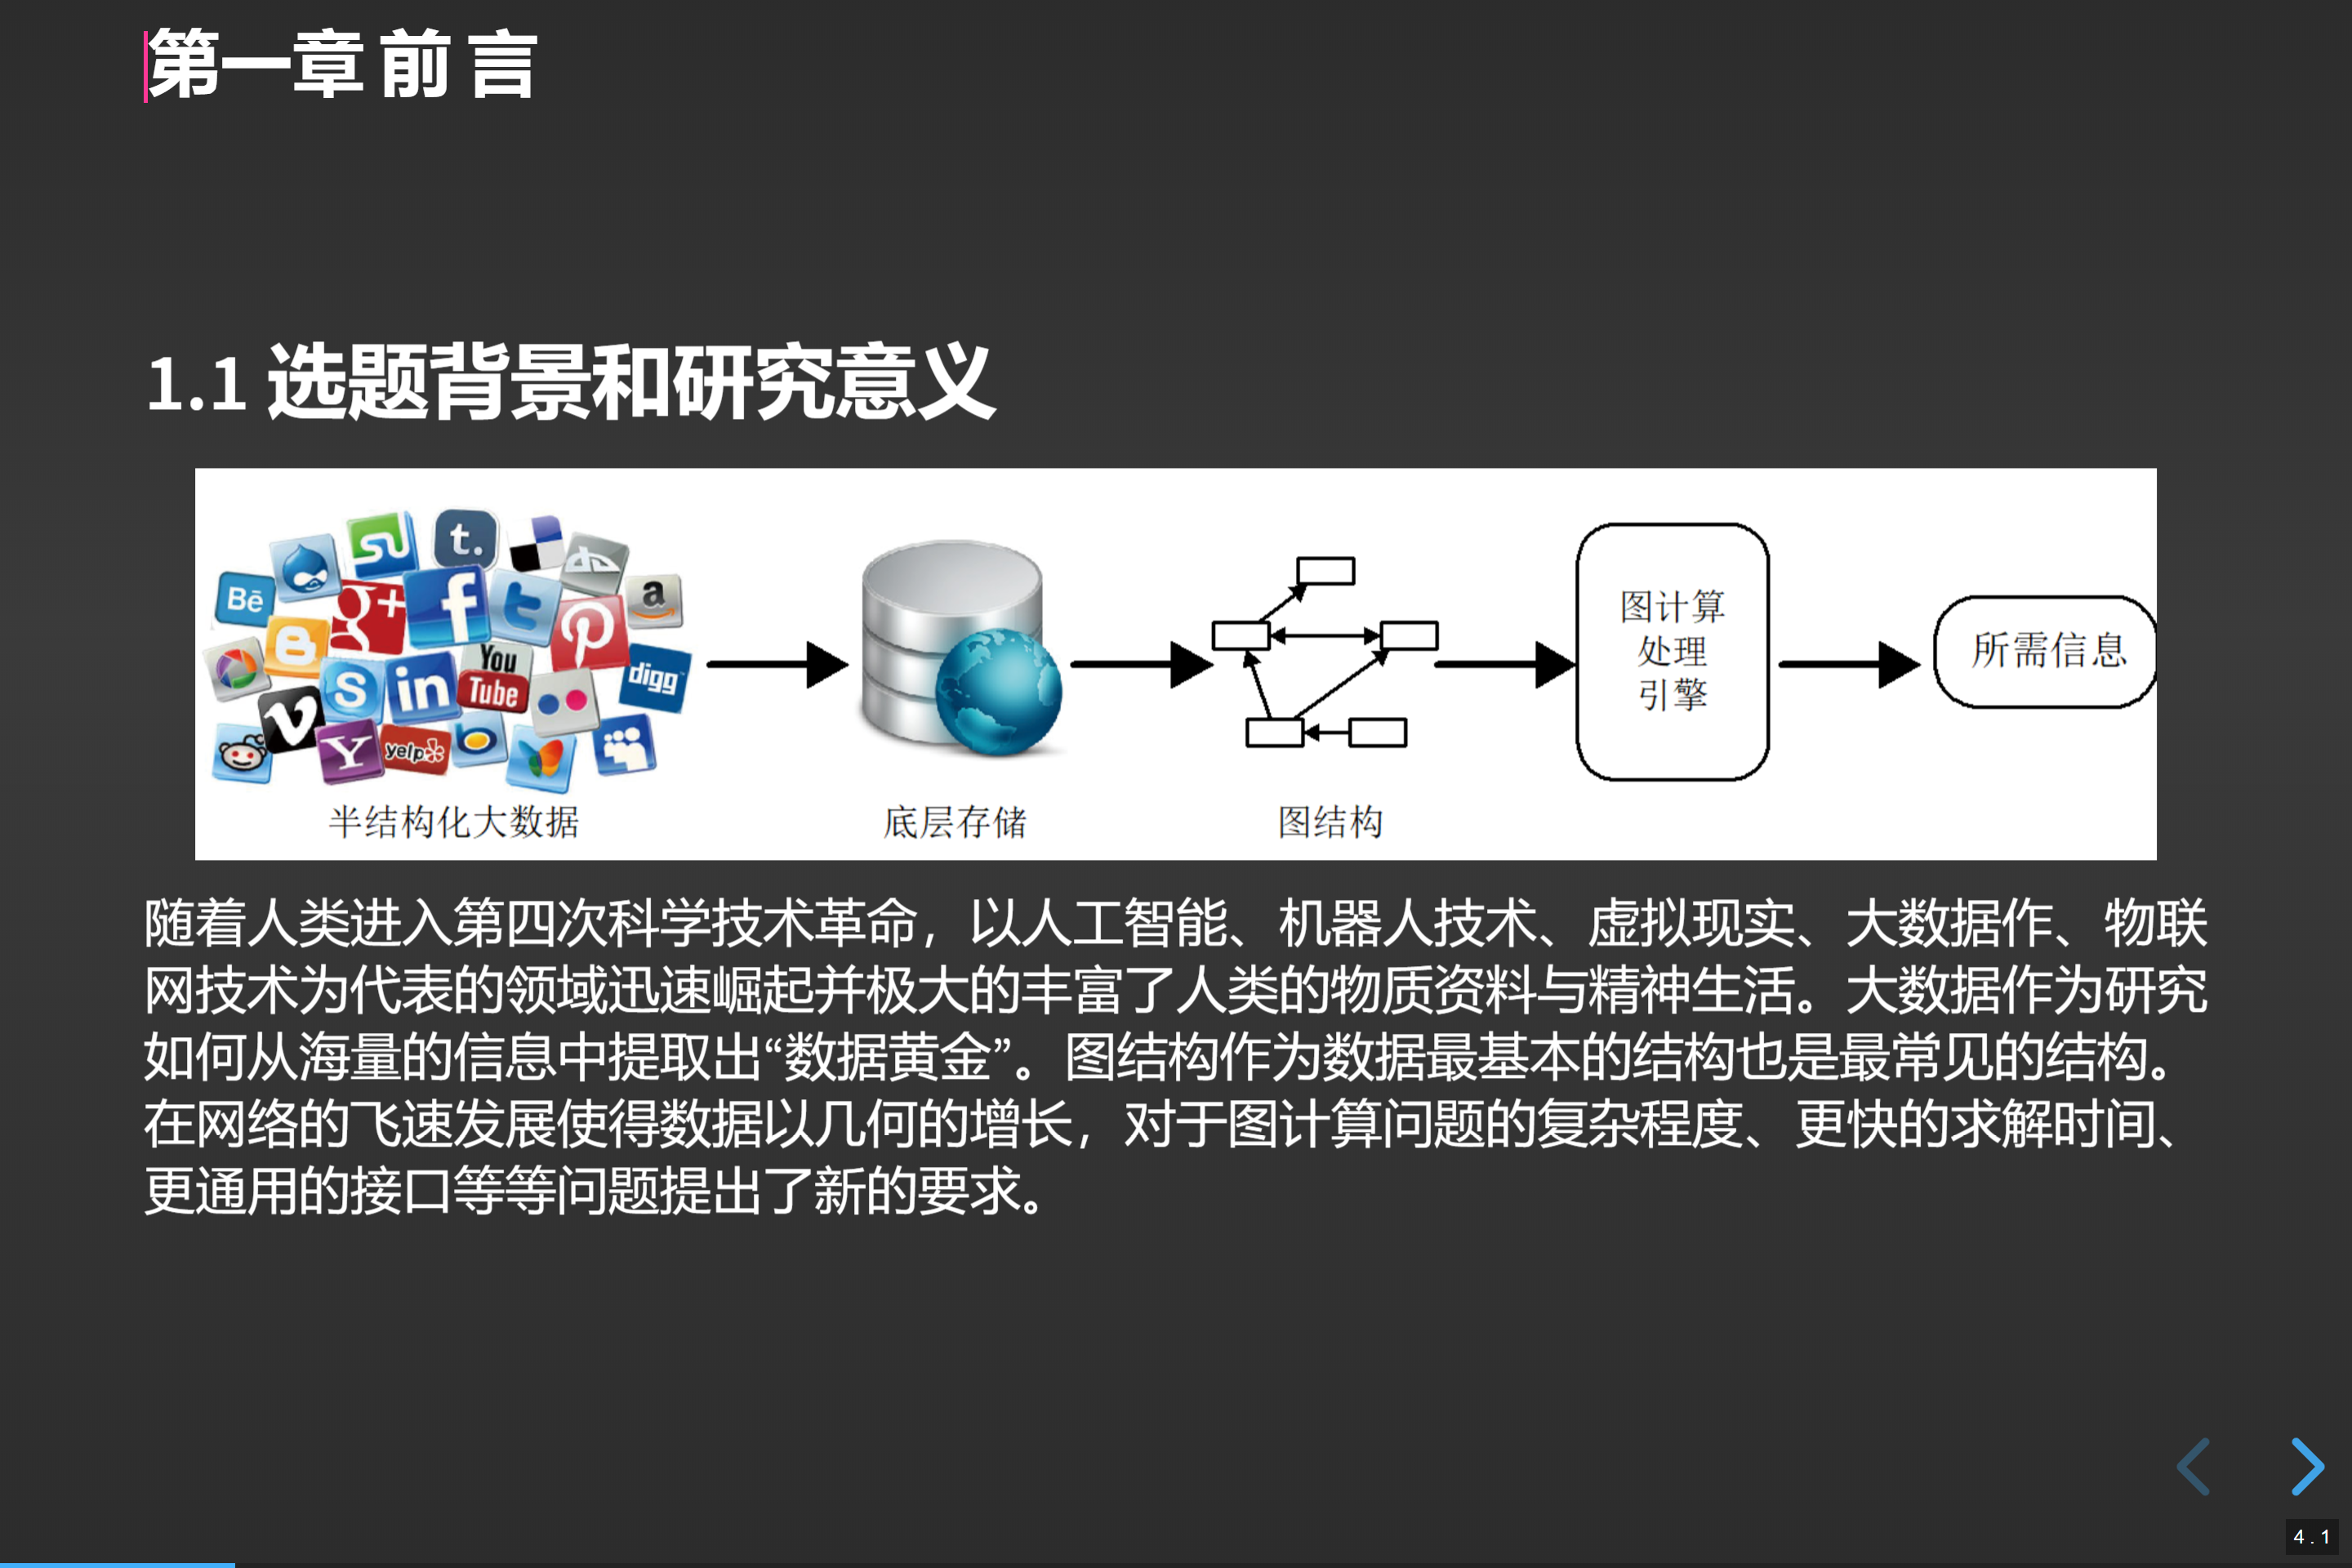 第一章 前 言
1.1 选题背景和研究意义
t.
Bē
g+
f
a
You
Tube
S
in
digg™
V
Y
yelp
b
图计算
处理
引擎
所需信息
半结构化大数据
底层存储
图结构
随着人类进入第四次科学技术革命，以人工智能、机器人技术、虚拟现实、大数据作、物联
网技术为代表的领域迅速崛起并极大的丰富了人类的物质资料与精神生活。大数据作为研究
如何从海量的信息中提取出“数据黄金”。图结构作为数据最基本的结构也是最常见的结构。
在网络的飞速发展使得数据以几何的增长，对于图计算问题的复杂程度、更快的求解时间、
更通用的接口等等问题提出了新的要求。
4.1